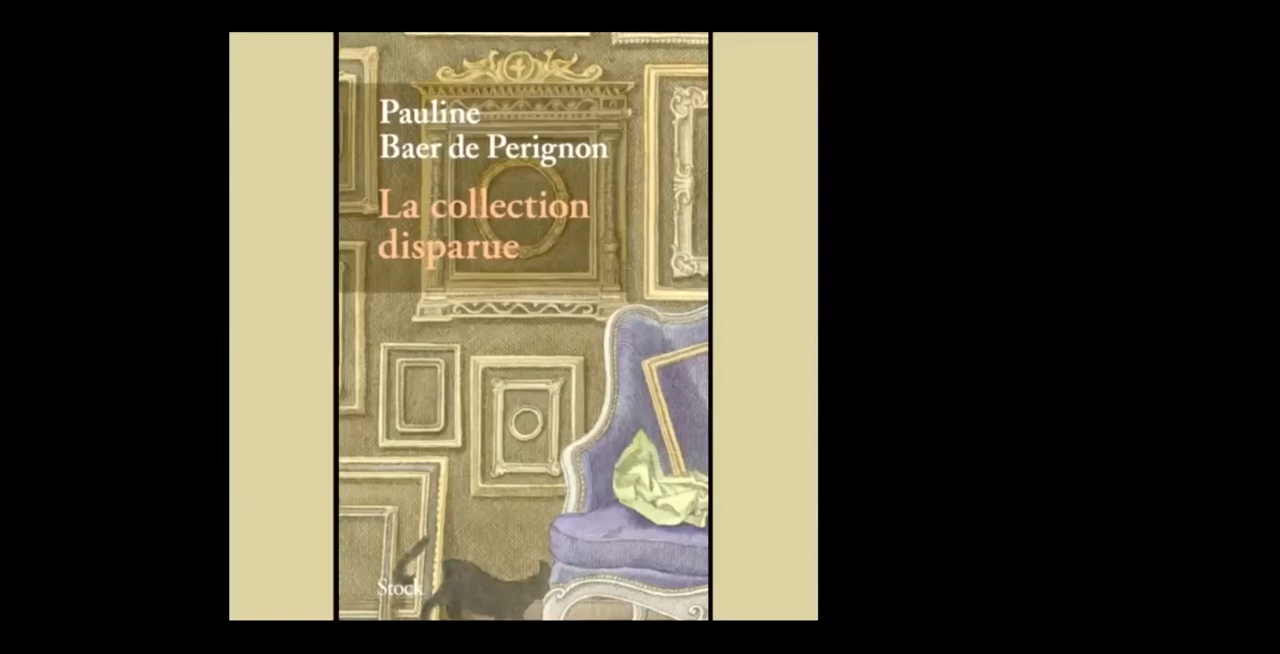 Pauline
Baer de Perignon
La collection
disparue
Stock